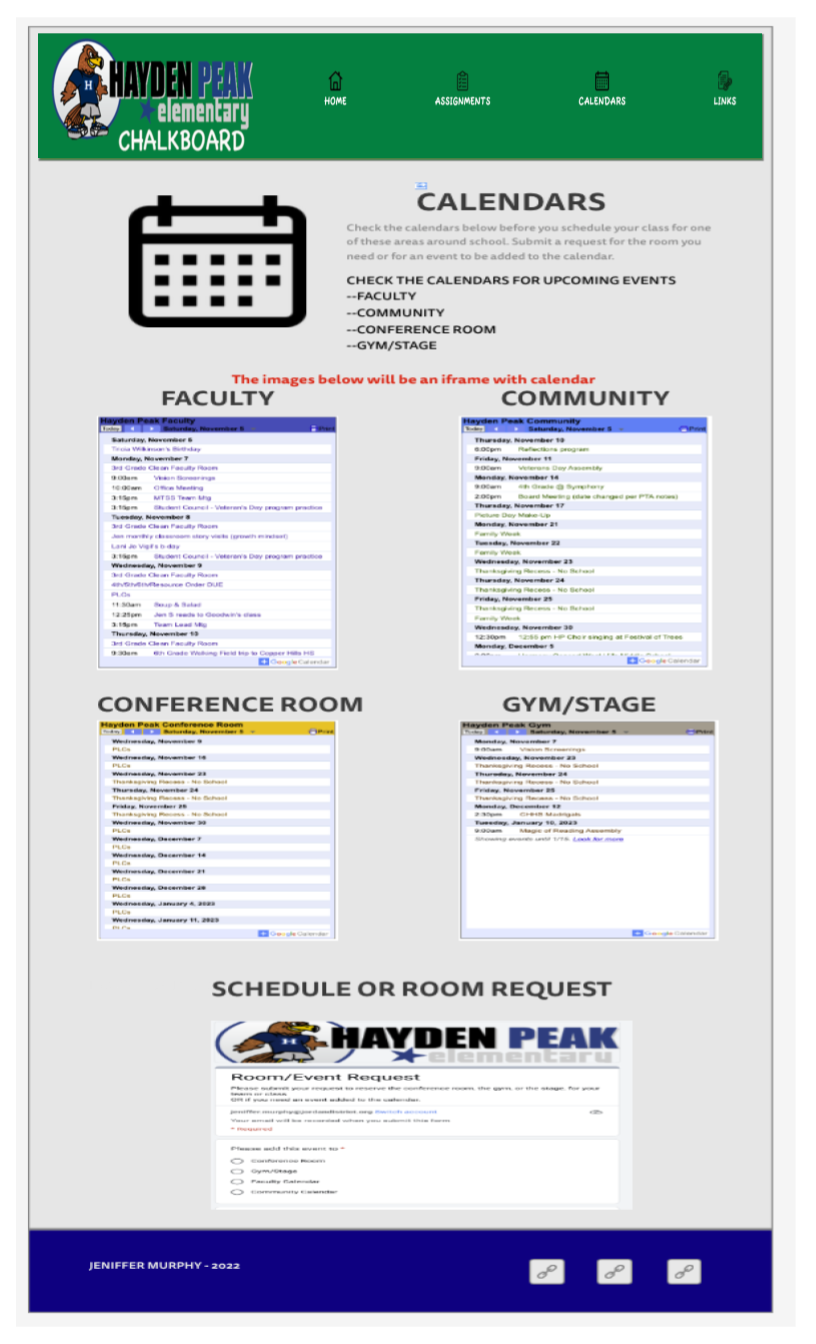 H
HAYDEN PEAK
elementary
CHALKBOARD
HOME
ASSIGNMENTS
CALENDARS
LINKS
CALENDARS
Check the calendars below before you schedule your class for one
of these areas around school. Submit a request for the room you
need or for an event to be added to the calendar.
CHECK THE CALENDARS FOR UPCOMING EVENTS
--FACULTY
--COMMUNITY
--CONFERENCE ROOM
--GYM/STAGE
The images below will be an iframe with calendar
FACULTY
Hayden Peak Faculty
Today Saturday, November 5 Print
Saturday, November 5
Tricia Wilkinson's Birthday
Monday, November 7
3rd Grade Clean Faculty Room
9:00am Vision Screenings
10:00am Office Meeting
3:15pm MTSS Team Mtg
3:15pm Student Council - Veteran's Day program practice
Tuesday, November 8
3rd Grade Clean Faculty Room
Jen monthly classroom story visits (growth mindset)
Lani Jo Vigil's b-day
3:15pm Student Council - Veteran's Day program practice
Wednesday, November 9
3rd Grade Clean Faculty Room
4th/5th/6th/Resource Order DUE
PLCs
11:50am Soup & Salad
12:25pm Jen S reads to Goodwin's class
3:15pm Team Lead Mtg
Thursday, November 10
3rd Grade Clean Faculty Room
9:30am 6th Grade Walking Field trip to Copper Hills HS
Google Calendar
COMMUNITY
Hayden Peak Community
Today Saturday, November 5 Print
Thursday, November 10
6:00pm Reflections program
Friday, November 11
9:00am Veterans Day Assembly
Monday, November 14
9:00am 4th Grade @ Symphony
2:00pm Board Meeting (date changed per PTA notes)
Thursday, November 17
Picture Day Make-Up
Monday, November 21
Family Week
Tuesday, November 22
Family Week
Wednesday, November 23
Thanksgiving Recess - No School
Thursday, November 24
Thanksgiving Recess - No School
Friday, November 25
Thanksgiving Recess - No School
Family Week
Wednesday, November 30
12:30pm 12:55 pm HP Choir singing at Festival of Trees
Monday, December 5
Google Calendar
CONFERENCE ROOM
Hayden Peak Conference Room
Today Saturday, November 5 Print
Wednesday, November 9
PLCs
Wednesday, November 16
PLCs
Wednesday, November 23
Thanksgiving Recess - No School
Thursday, November 24
Thanksgiving Recess - No School
Friday, November 25
Thanksgiving Recess - No School
Wednesday, November 30
PLCs
Wednesday, December 7
PLCs
Wednesday, December 14
PLCs
Wednesday, December 21
PLCs
Wednesday, December 28
PLCs
Wednesday, January 4, 2023
PLCs
Wednesday, January 11, 2023
PLCs
Google Calendar
GYM/STAGE
Hayden Peak Gym
Today Saturday, November 5 Print
Monday, November 7
9:00am Vision Screenings
Wednesday, November 23
Thanksgiving Recess - No School
Thursday, November 24
Thanksgiving Recess - No School
Friday, November 25
Thanksgiving Recess - No School
Monday, December 12
2:30pm CHHS Madrigals
Tuesday, January 10, 2023
9:00am Magic of Reading Assembly
Showing events until 1/15. Look for more
Google Calendar
SCHEDULE OR ROOM REQUEST
H
HAYDEN PEAK
elementary
Room/Event Request
Please submit your request to reserve the conference room, the gym, or the stage, for your
team or class.
OR if you need an event added to the calendar.
jeniffer.murphy@jordandistrict.org Switch account
Your email will be recorded when you submit this form
* Required
Please add this event to *
Conference Room
Gym/Stage
Faculty Calendar
Community Calendar
JENIFFER MURPHY - 2022